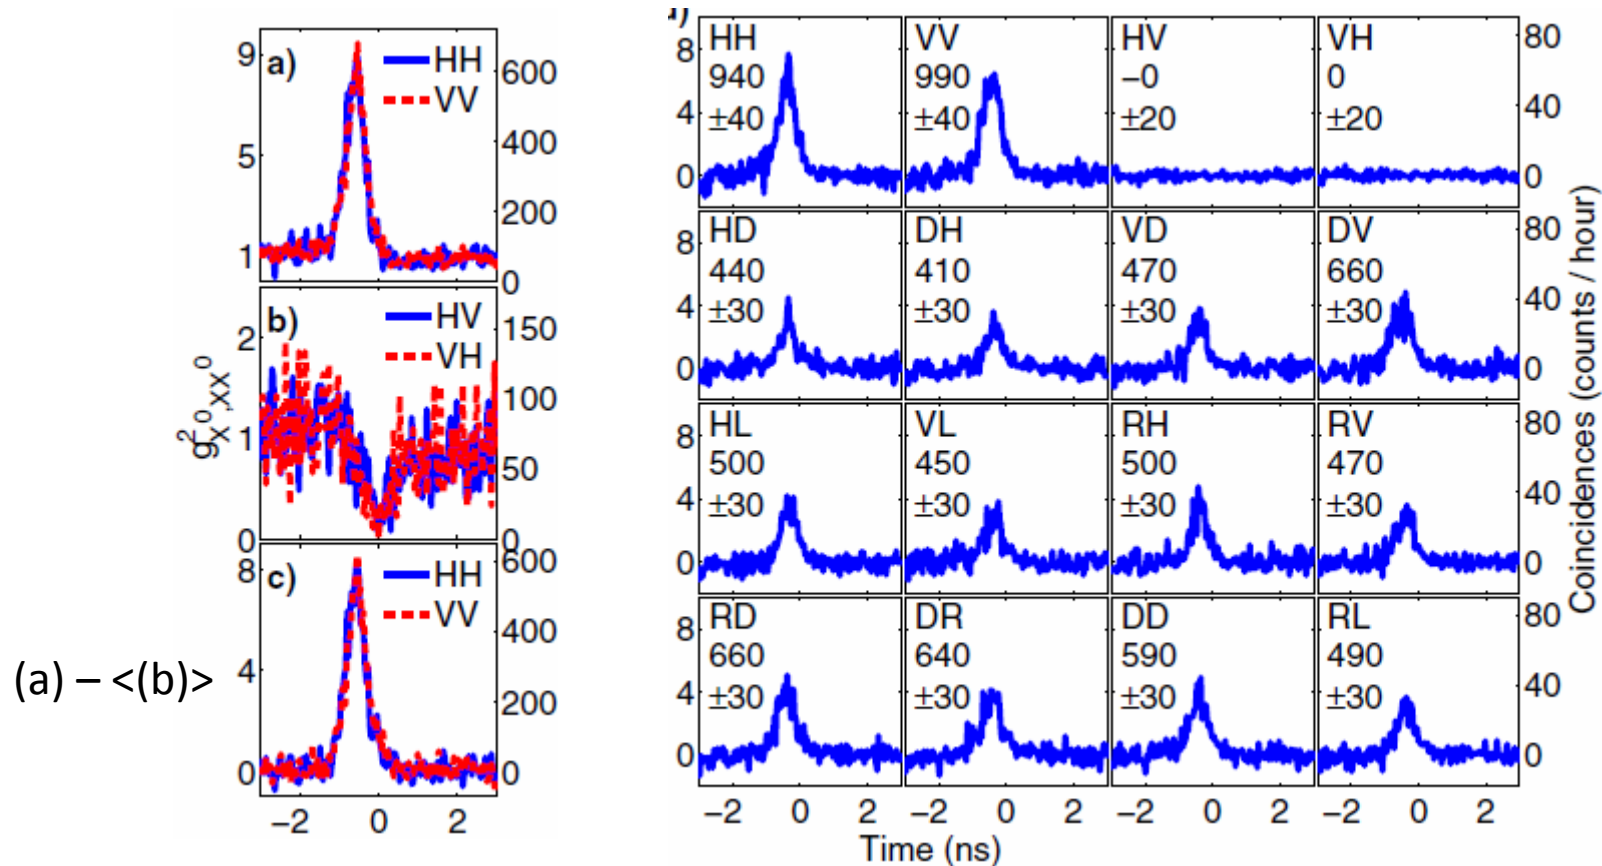 a)
HH
VV
9
5
1
600
400
200
0
b)
HV
VH
2
1
0
150
100
50
0
g²X⁰,XX⁰
c)
HH
VV
8
4
0
600
400
200
0
−2 0 2
(a) – <(b)>
HH
940
±40
VV
990
±40
HV
−0
±20
VH
0
±20
8
4
0
80
40
0
HD
440
±30
DH
410
±30
VD
470
±30
DV
660
±30
8
4
0
80
40
0
HL
500
±30
VL
450
±30
RH
500
±30
RV
470
±30
8
4
0
80
40
0
RD
660
±30
DR
640
±30
DD
590
±30
RL
490
±30
8
4
0
80
40
0
−2 0 2
−2 0 2
−2 0 2
−2 0 2
Time (ns)
Coincidences (counts / hour)